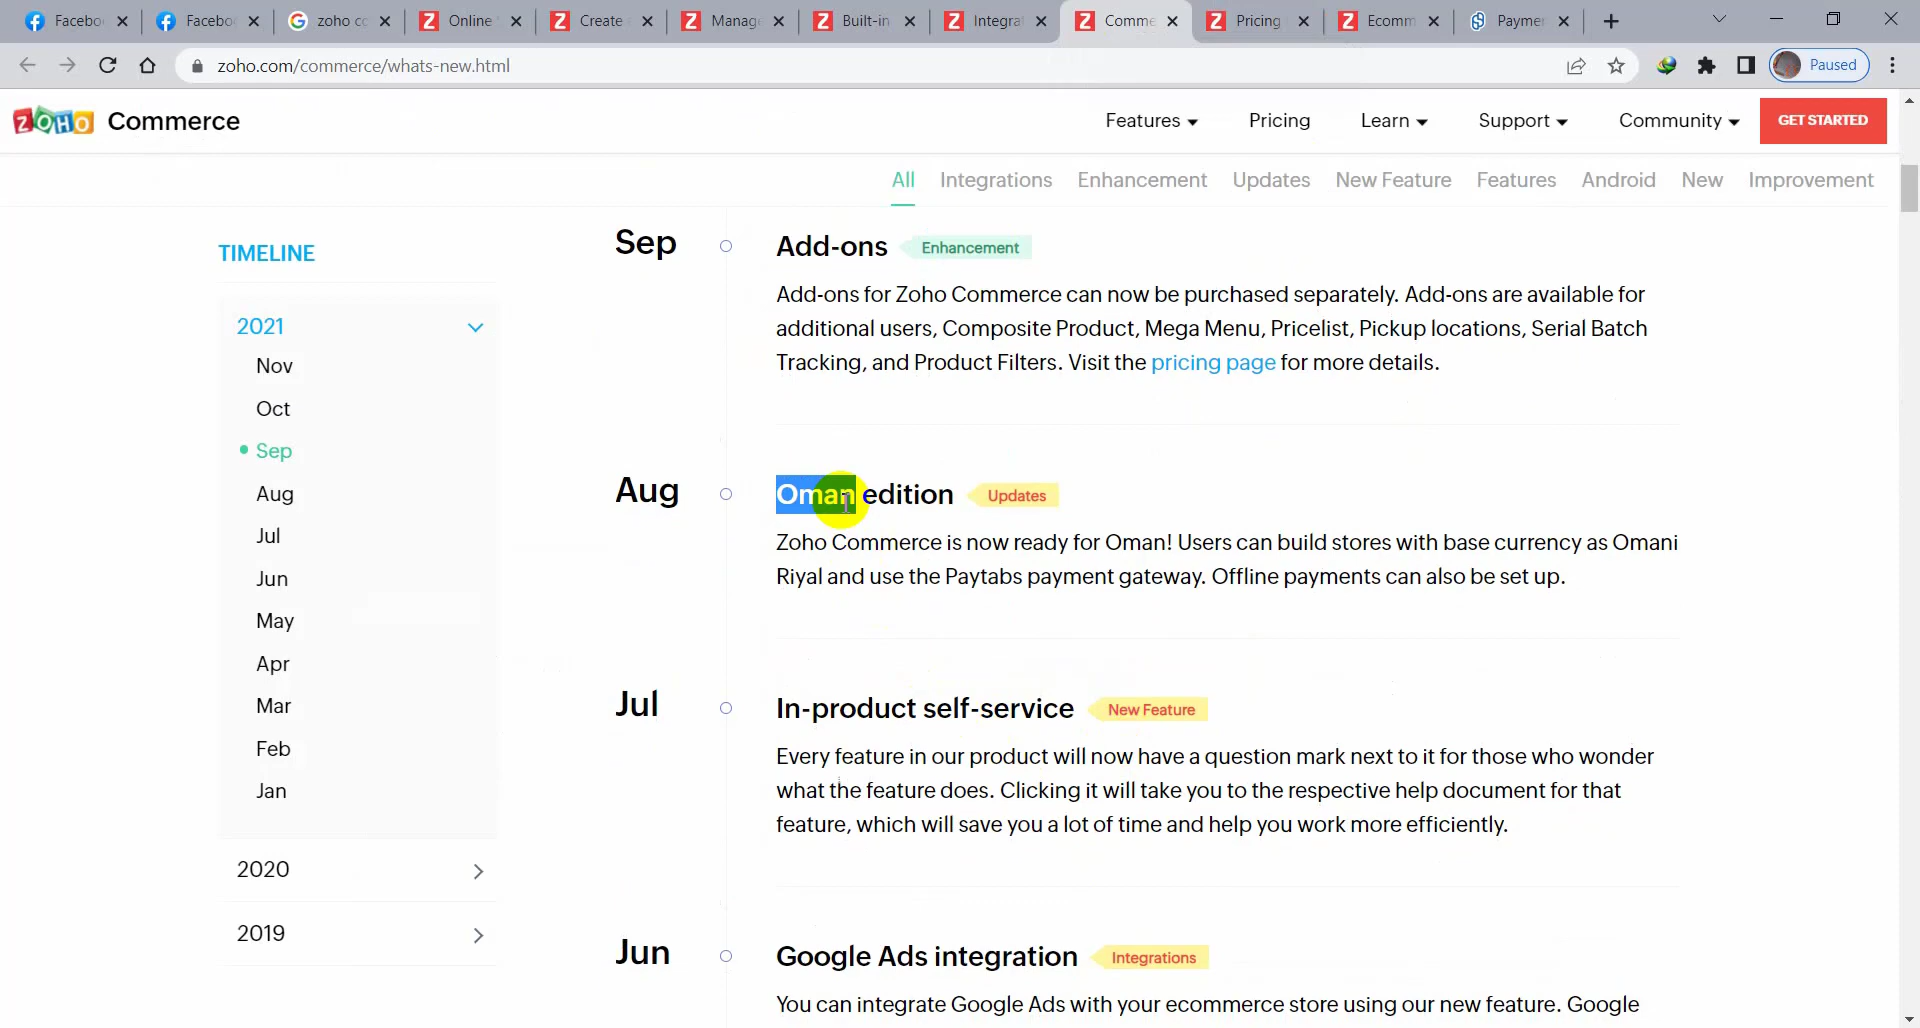 Facebo
Facebo
zoho co
Online
Create
Manage
Built-in
Integrat
Comme
Pricing
Ecomm
Paymer
zoho.com/commerce/whats-new.html
Paused
ZOHO Commerce
Features
Pricing
Learn
Support
Community
GET STARTED
All
Integrations
Enhancement
Updates
New Feature
Features
Android
New
Improvement
TIMELINE
2021
Nov
Oct
Sep
Aug
Jul
Jun
May
Apr
Mar
Feb
Jan
2020
2019
Sep
Add-ons Enhancement
Add-ons for Zoho Commerce can now be purchased separately. Add-ons are available for
additional users, Composite Product, Mega Menu, Pricelist, Pickup locations, Serial Batch
Tracking, and Product Filters. Visit the pricing page for more details.
Aug
Oman edition Updates
Zoho Commerce is now ready for Oman! Users can build stores with base currency as Omani
Riyal and use the Paytabs payment gateway. Offline payments can also be set up.
Jul
In-product self-service New Feature
Every feature in our product will now have a question mark next to it for those who wonder
what the feature does. Clicking it will take you to the respective help document for that
feature, which will save you a lot of time and help you work more efficiently.
Jun
Google Ads integration Integrations
You can integrate Google Ads with your ecommerce store using our new feature. Google